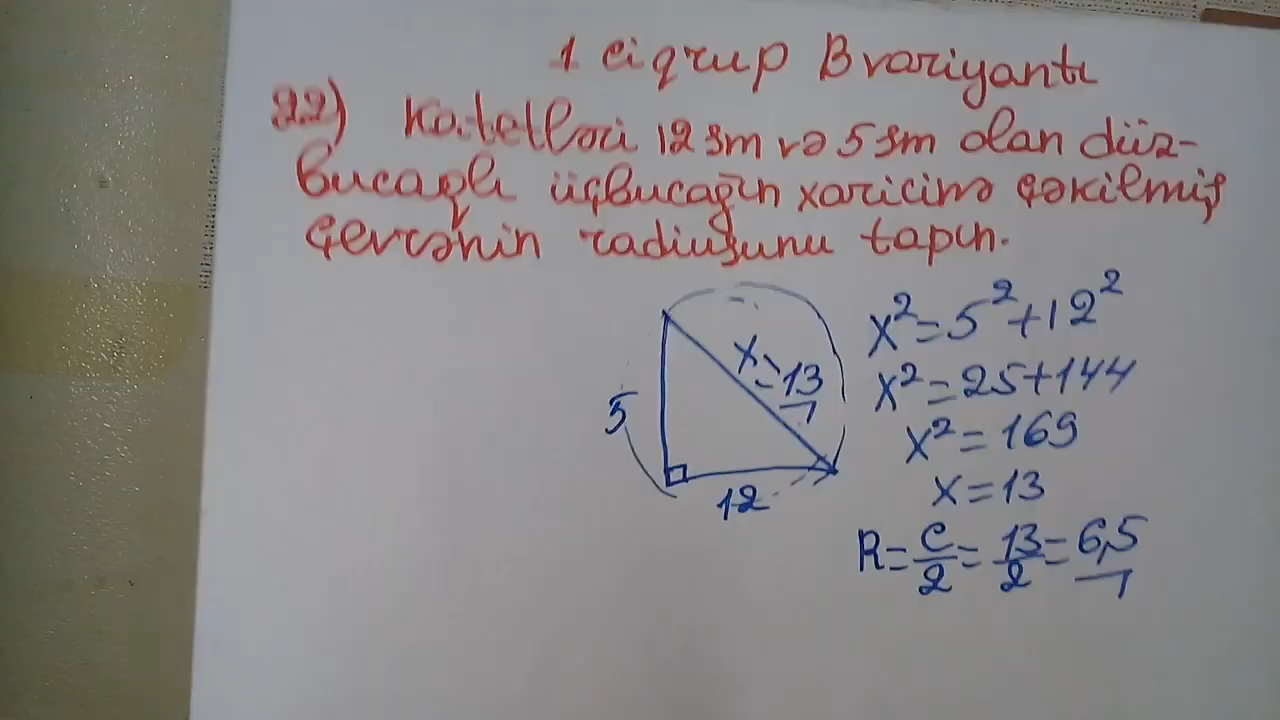 1 ci qrup B variyantı
22) Katetləri 12 sm və 5 sm olan düz-
bucaqlı üçbucağın xaricinə çəkilmiş
çevrənin radiusunu tapın.
5
x=13
12
x²=5²+12²
x²=25+144
x²=169
x=13
R=c/2=13/2=6,5